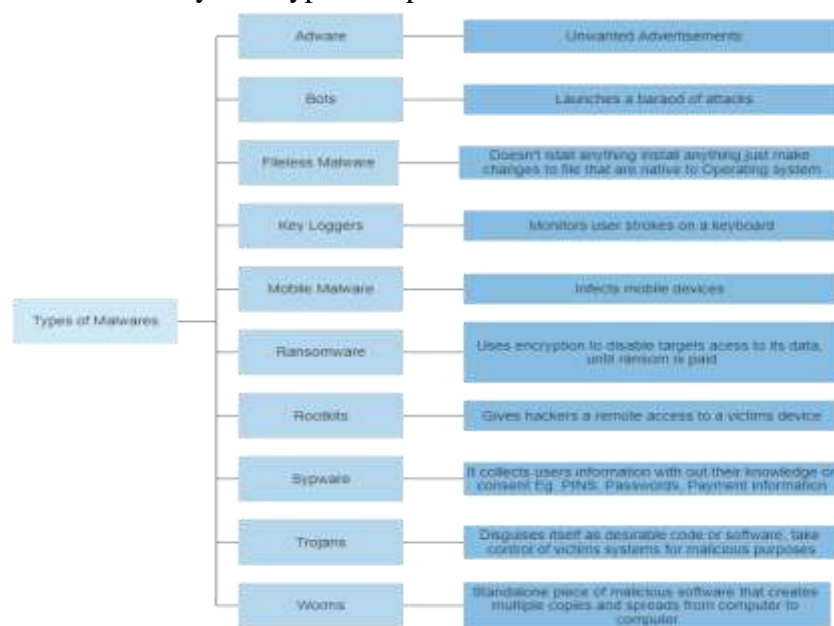 Adware
Unwanted Advertisements
Bots
Launches a baraod of attacks
Fileless Malware
Doesn't istall anything install anything just make
changes to file that are native to Operating system
Key Loggers
Monitors user strokes on a keyboard
Mobile Malware
Infects mobile devices
Types of Malwares
Ransomware
Uses encryption to disable targets acess to its data,
until ransom is paid
Rootkits
Gives hackers a remote access to a victims device
Sypware
It collects users information with out their knowledge or
consent Eg. PINS, Passwords, Payment information
Trojans
Disguises itself as desirable code or software, take
control of victims systems for malicious purposes
Wooms
Standalone piece of malicious software that creates
multiple copies and spreads from computer to
computer